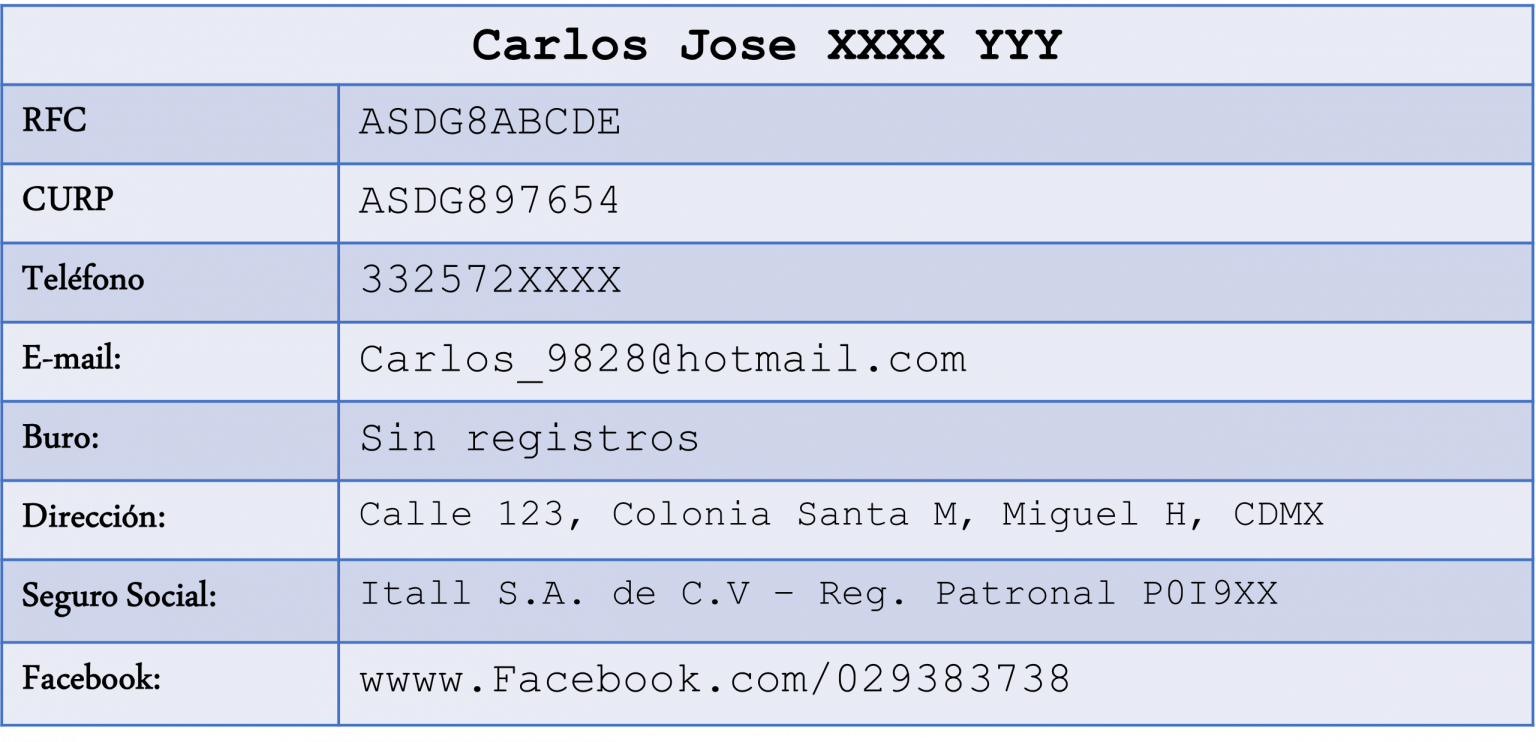 Carlos Jose XXXX YYY
RFC ASDG8ABCDE
CURP ASDG897654
Teléfono 332572XXXX
E-mail: Carlos_9828@hotmail.com
Buro: Sin registros
Dirección: Calle 123, Colonia Santa M, Miguel H, CDMX
Seguro Social: Itall S.A. de C.V – Reg. Patronal P0I9XX
Facebook: wwww.Facebook.com/029383738